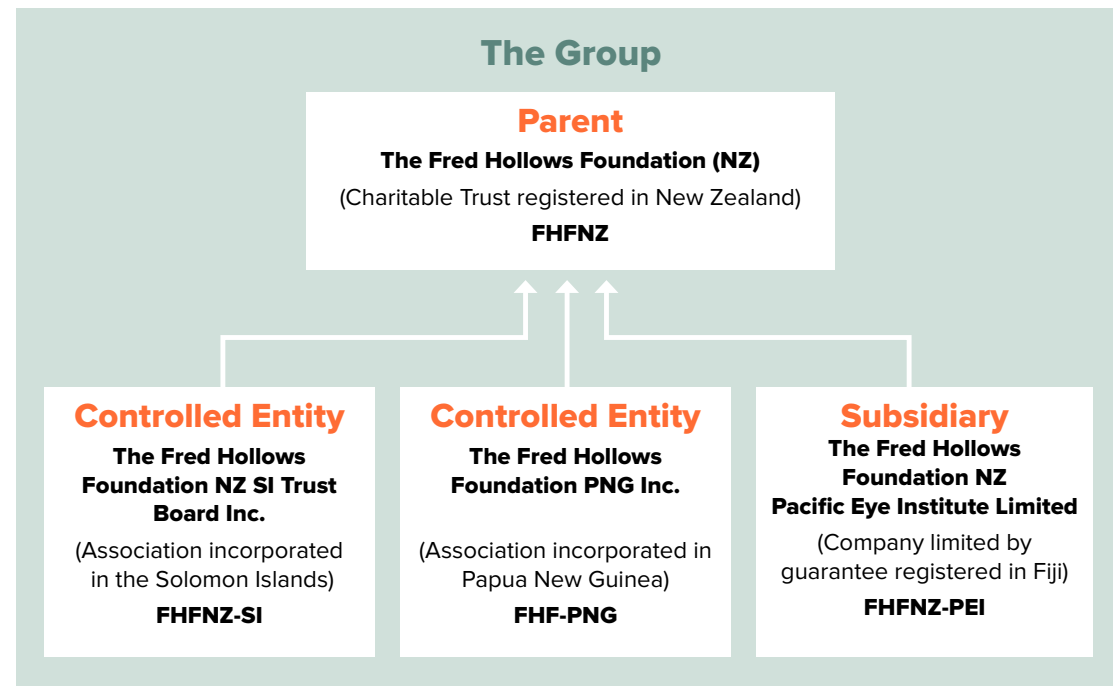 The Group
Parent
The Fred Hollows Foundation (NZ)
(Charitable Trust registered in New Zealand)
FHFNZ
Controlled Entity
The Fred Hollows
Foundation NZ SI Trust
Board Inc.
(Association incorporated
in the Solomon Islands)
FHFNZ-SI
Controlled Entity
The Fred Hollows
Foundation PNG Inc.
(Association incorporated in
Papua New Guinea)
FHF-PNG
Subsidiary
The Fred Hollows
Foundation NZ
Pacific Eye Institute Limited
(Company limited by
guarantee registered in Fiji)
FHFNZ-PEI